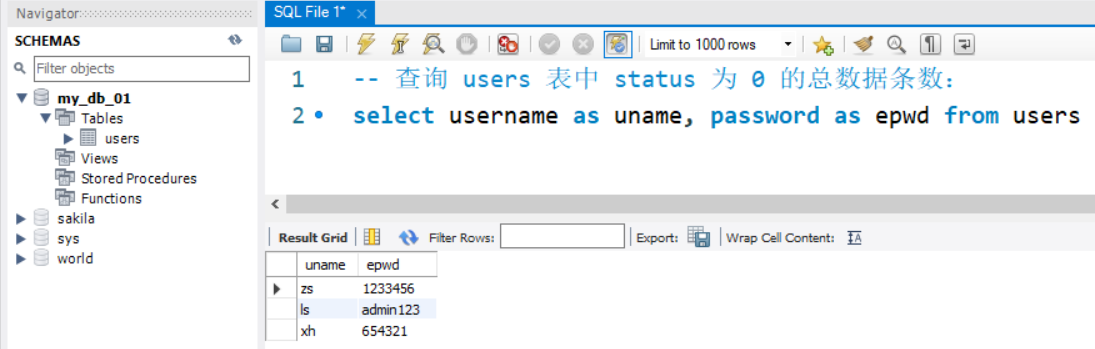 Navigator
SQL File 1*
SCHEMAS
Limit to 1000 rows
Filter objects
my_db_01
Tables
users
Views
Stored Procedures
Functions
sakila
sys
world
1 -- 查询 users 表中 status 为 0 的总数据条数：
2 select username as uname, password as epwd from users
Result Grid Filter Rows: Export: Wrap Cell Content: IA
uname epwd
zs 1233456
ls admin123
xh 654321